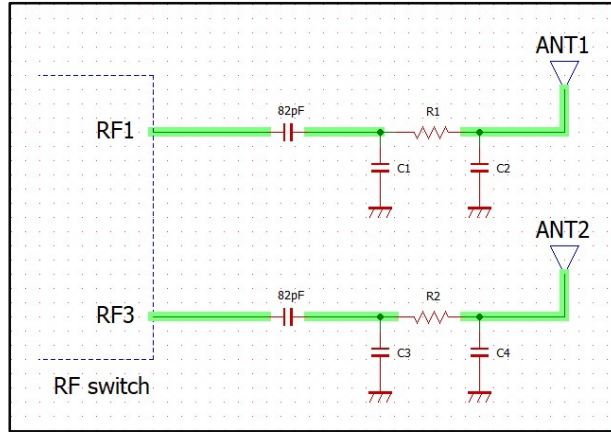 ANT1
RF1
82pF
R1
C1
C2
ANT2
RF3
82pF
R2
C3
C4
RF switch